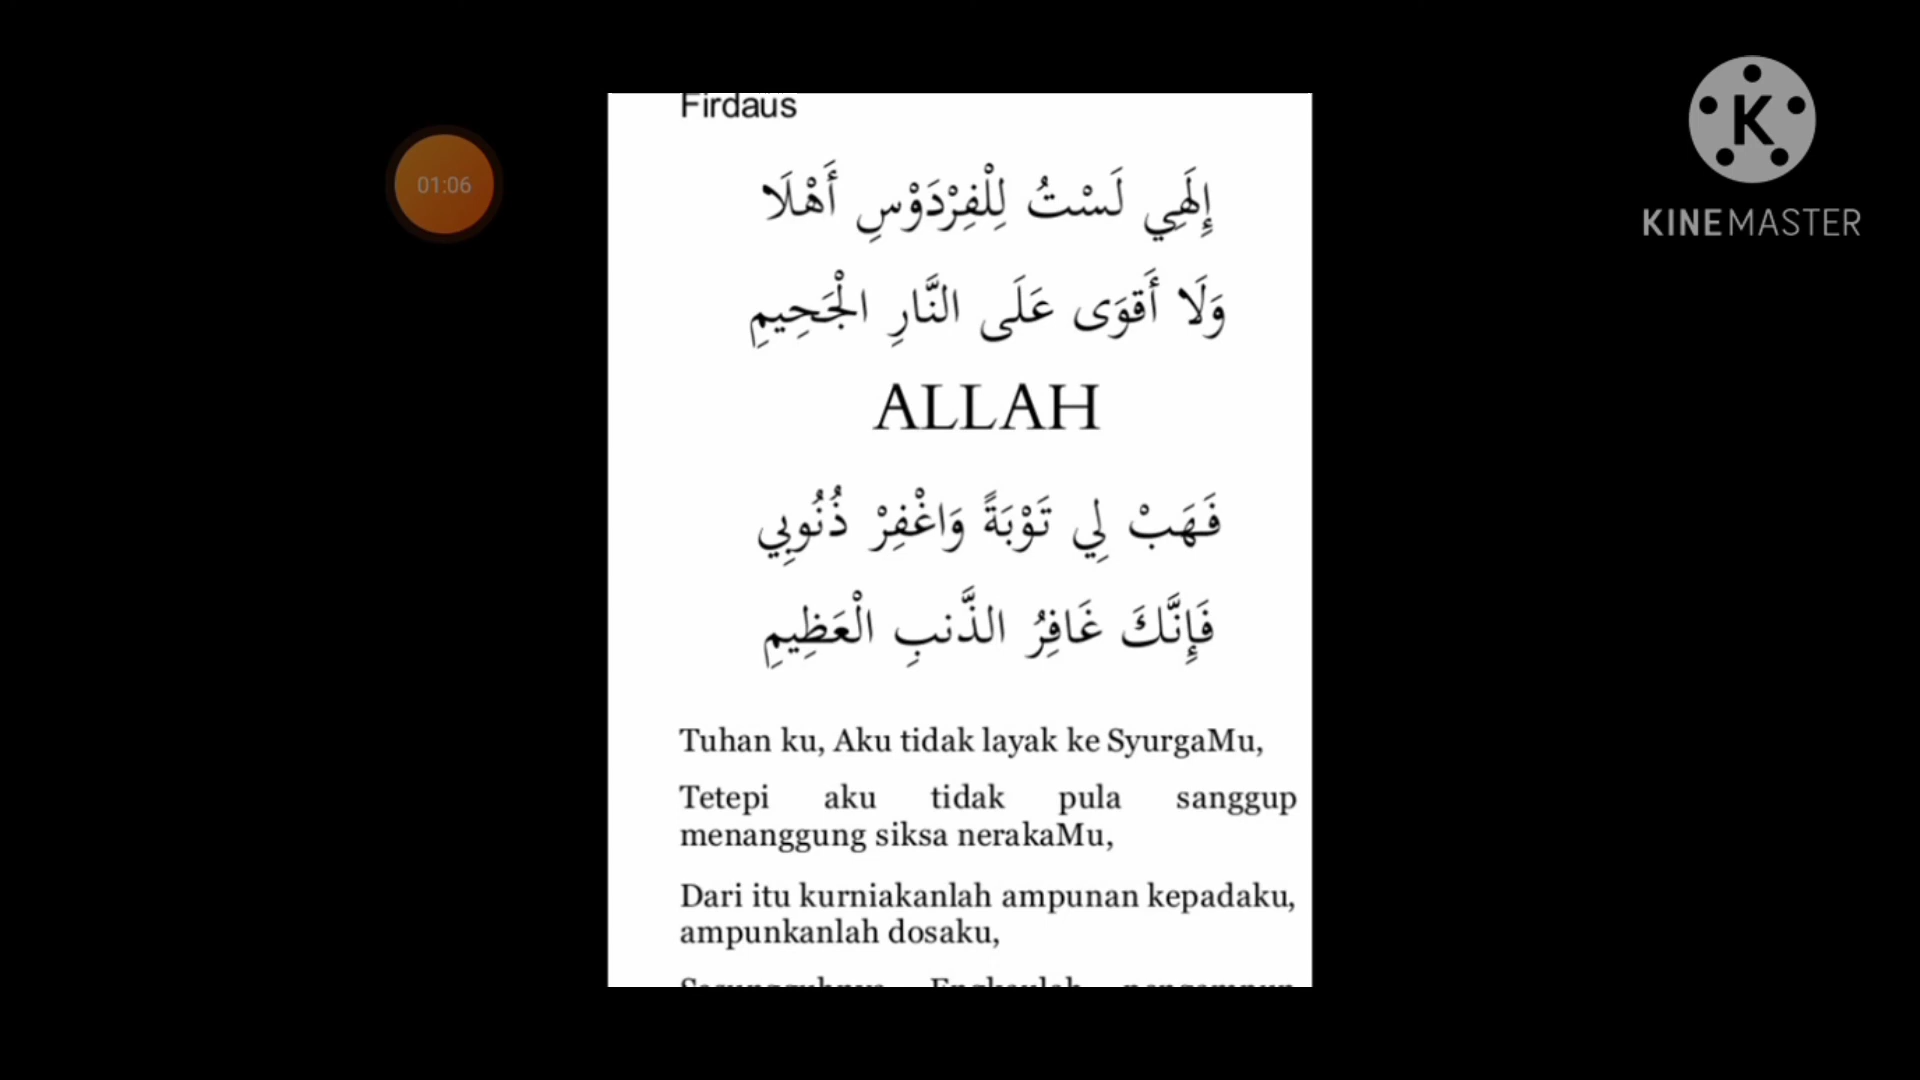 Firdaus
01:06
K
KINEMASTER
إِلَهِي لَسْتُ لِلْفِرْدَوْسِ أَهْلَا
وَلَا أَقوَى عَلَى النَّارِ الْجَحِيمِ
ALLAH
فَهَبْ لِي تَوْبَةً وَاغْفِرْ ذُنُوبِي
فَإِنَّكَ غَافِرُ الذَّنبِ الْعَظِيمِ
Tuhan ku, Aku tidak layak ke SyurgaMu,
Tetepi aku tidak pula sanggup
menanggung siksa nerakaMu,
Dari itu kurniakanlah ampunan kepadaku,
ampunkanlah dosaku,